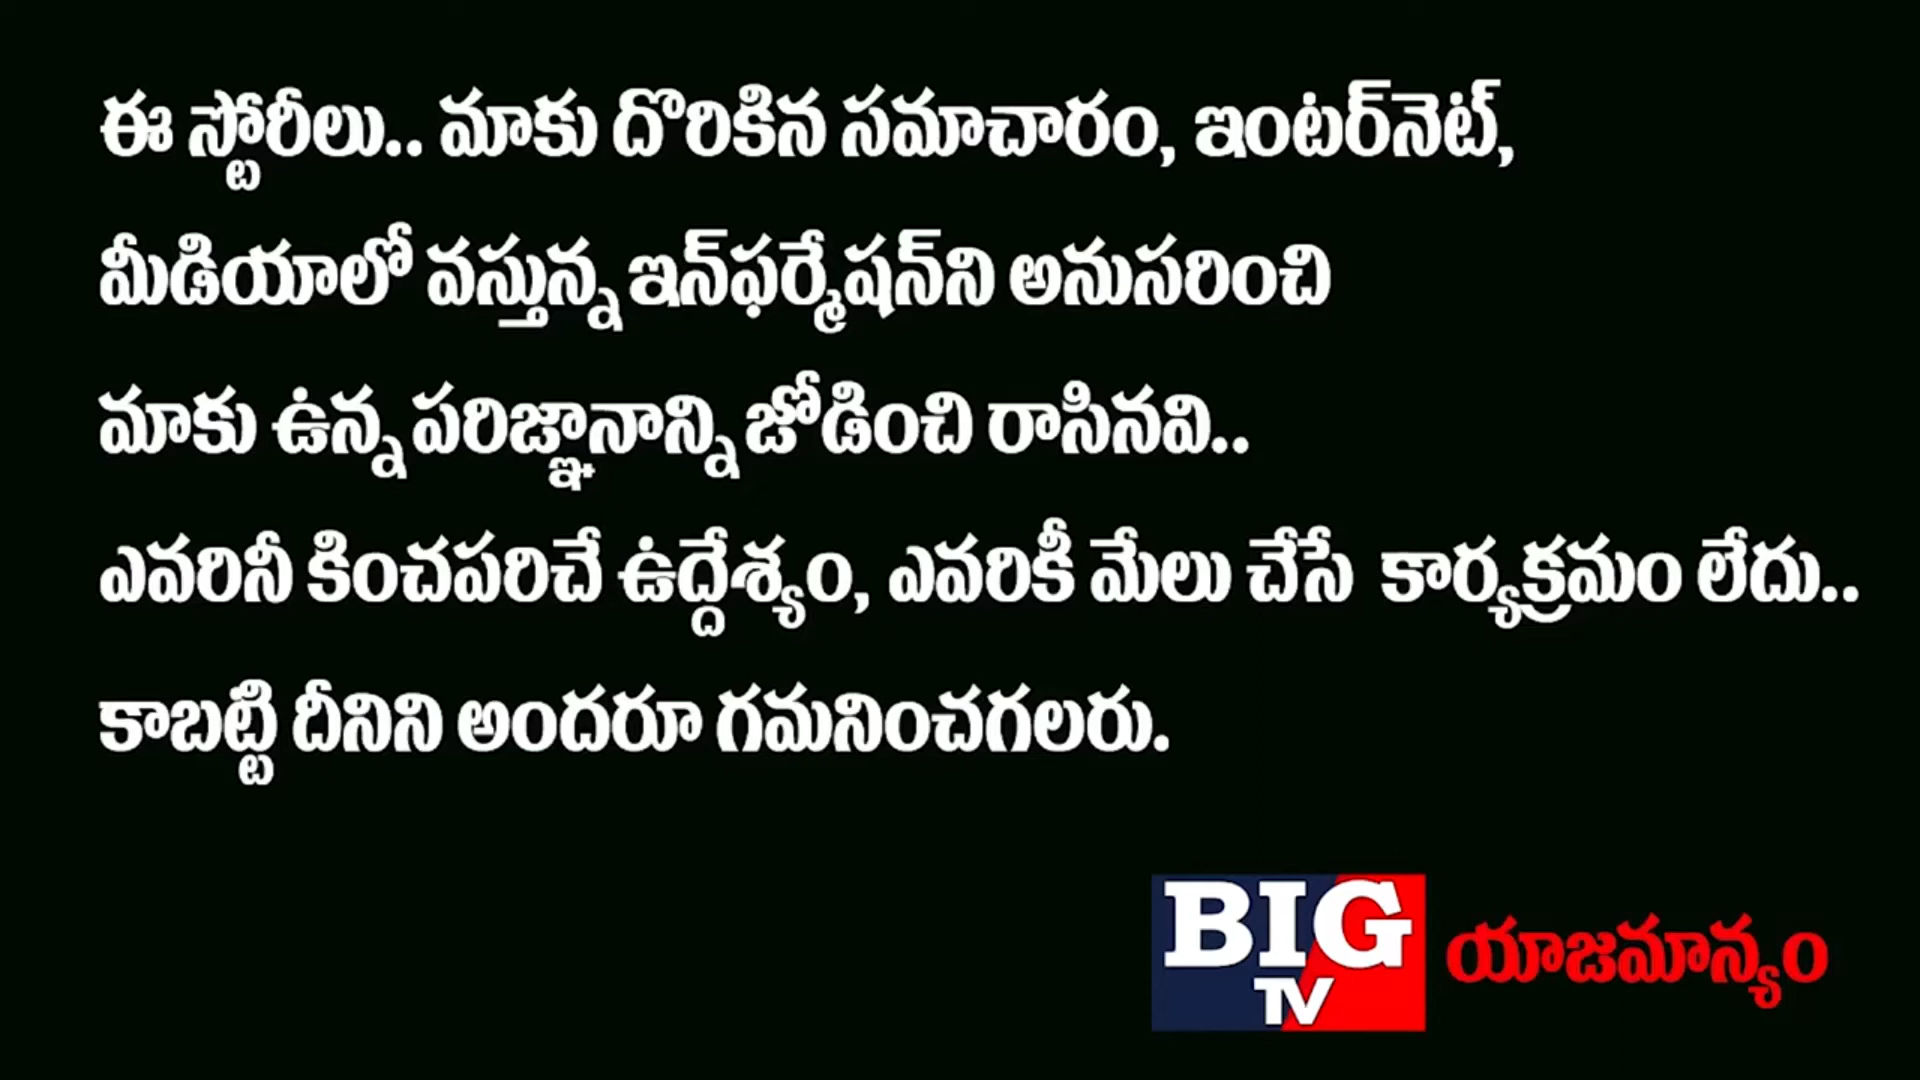 ఈ స్టోరీలు.. మాకు దొరికిన సమాచారం, ఇంటర్‌నెట్,
మీడియాలో వస్తున్న ఇన్‌ఫర్మేషన్‌ని అనుసరించి
మాకు ఉన్న పరిజ్ఞానాన్ని జోడించి రాసినవి..
ఎవరినీ కించపరిచే ఉద్దేశ్యం, ఎవరికీ మేలు చేసే కార్యక్రమం లేదు..
కాబట్టి దీనిని అందరూ గమనించగలరు.
BIG TV యాజమాన్యం